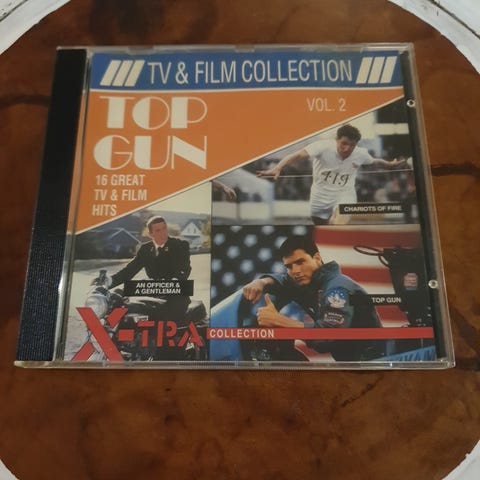 TV & FILM COLLECTION
TOP
GUN
VOL. 2
16 GREAT
TV & FILM
HITS
419
CHARIOTS OF FIRE
AN OFFICER &
A GENTLEMAN
TOP GUN
X-TRA COLLECTION